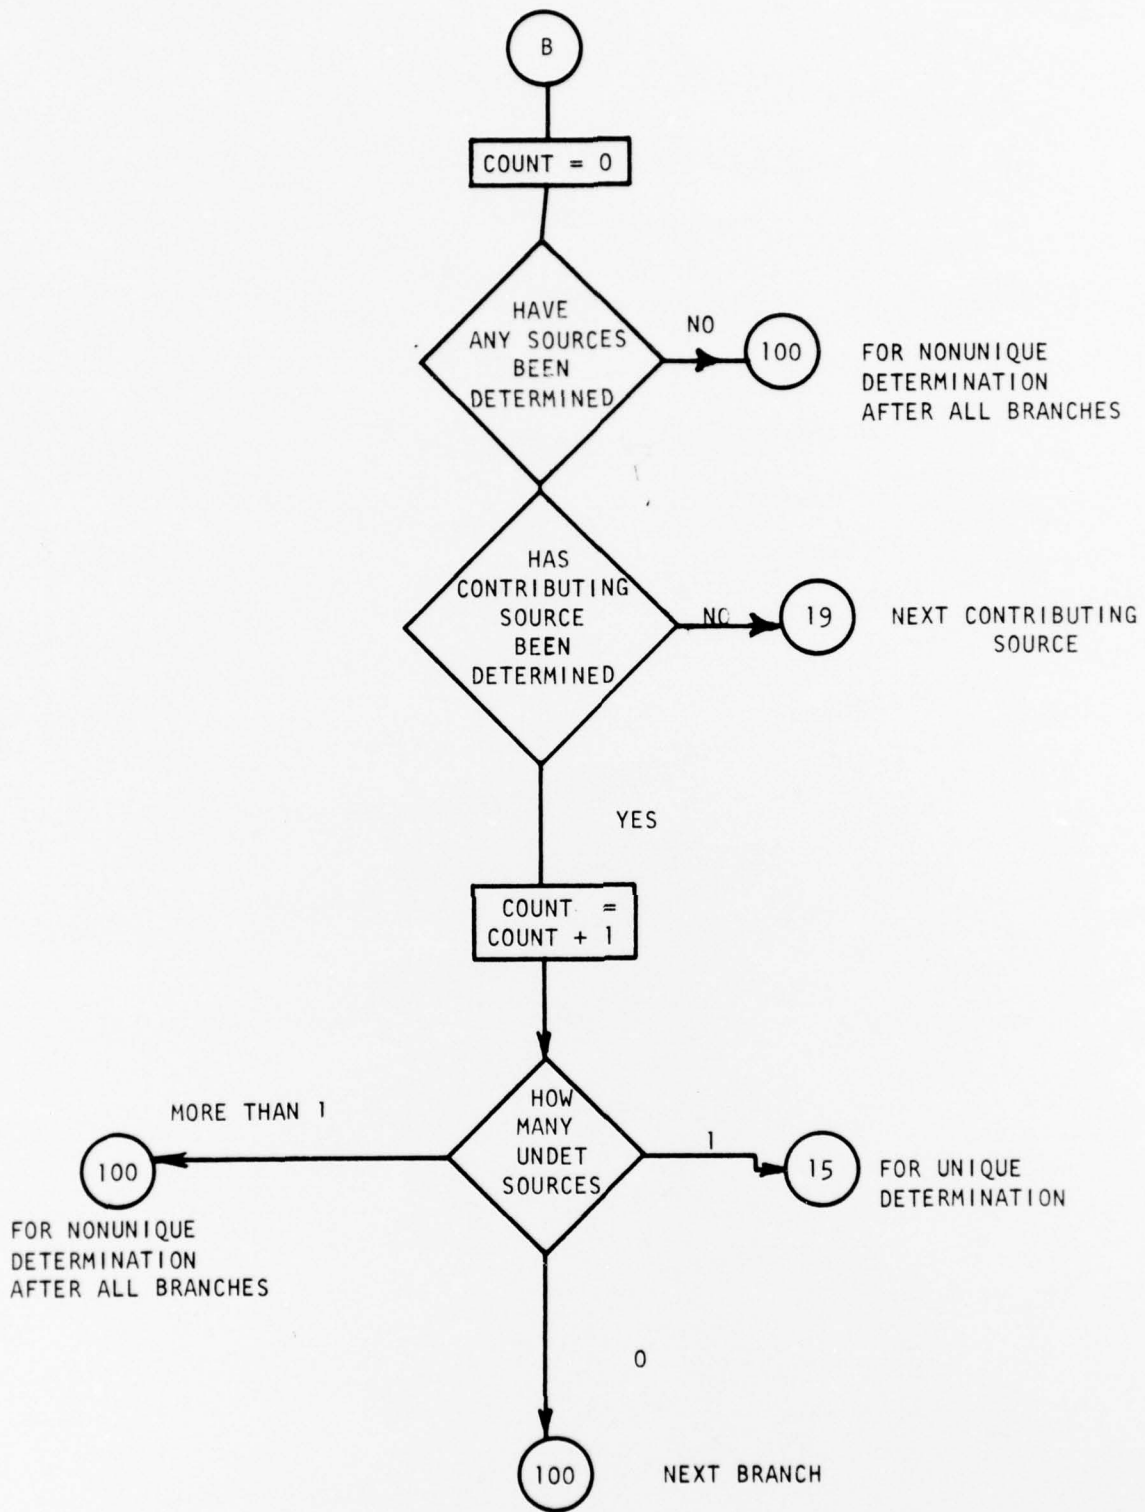 B
COUNT = 0
HAVE
ANY SOURCES
BEEN
DETERMINED
NO
100
FOR NONUNIQUE
DETERMINATION
AFTER ALL BRANCHES
HAS
CONTRIBUTING
SOURCE
BEEN
DETERMINED
NO
19
NEXT CONTRIBUTING
SOURCE
YES
COUNT =
COUNT + 1
HOW
MANY
UNDET
SOURCES
MORE THAN 1
100
FOR NONUNIQUE
DETERMINATION
AFTER ALL BRANCHES
1
15
FOR UNIQUE
DETERMINATION
0
100
NEXT BRANCH